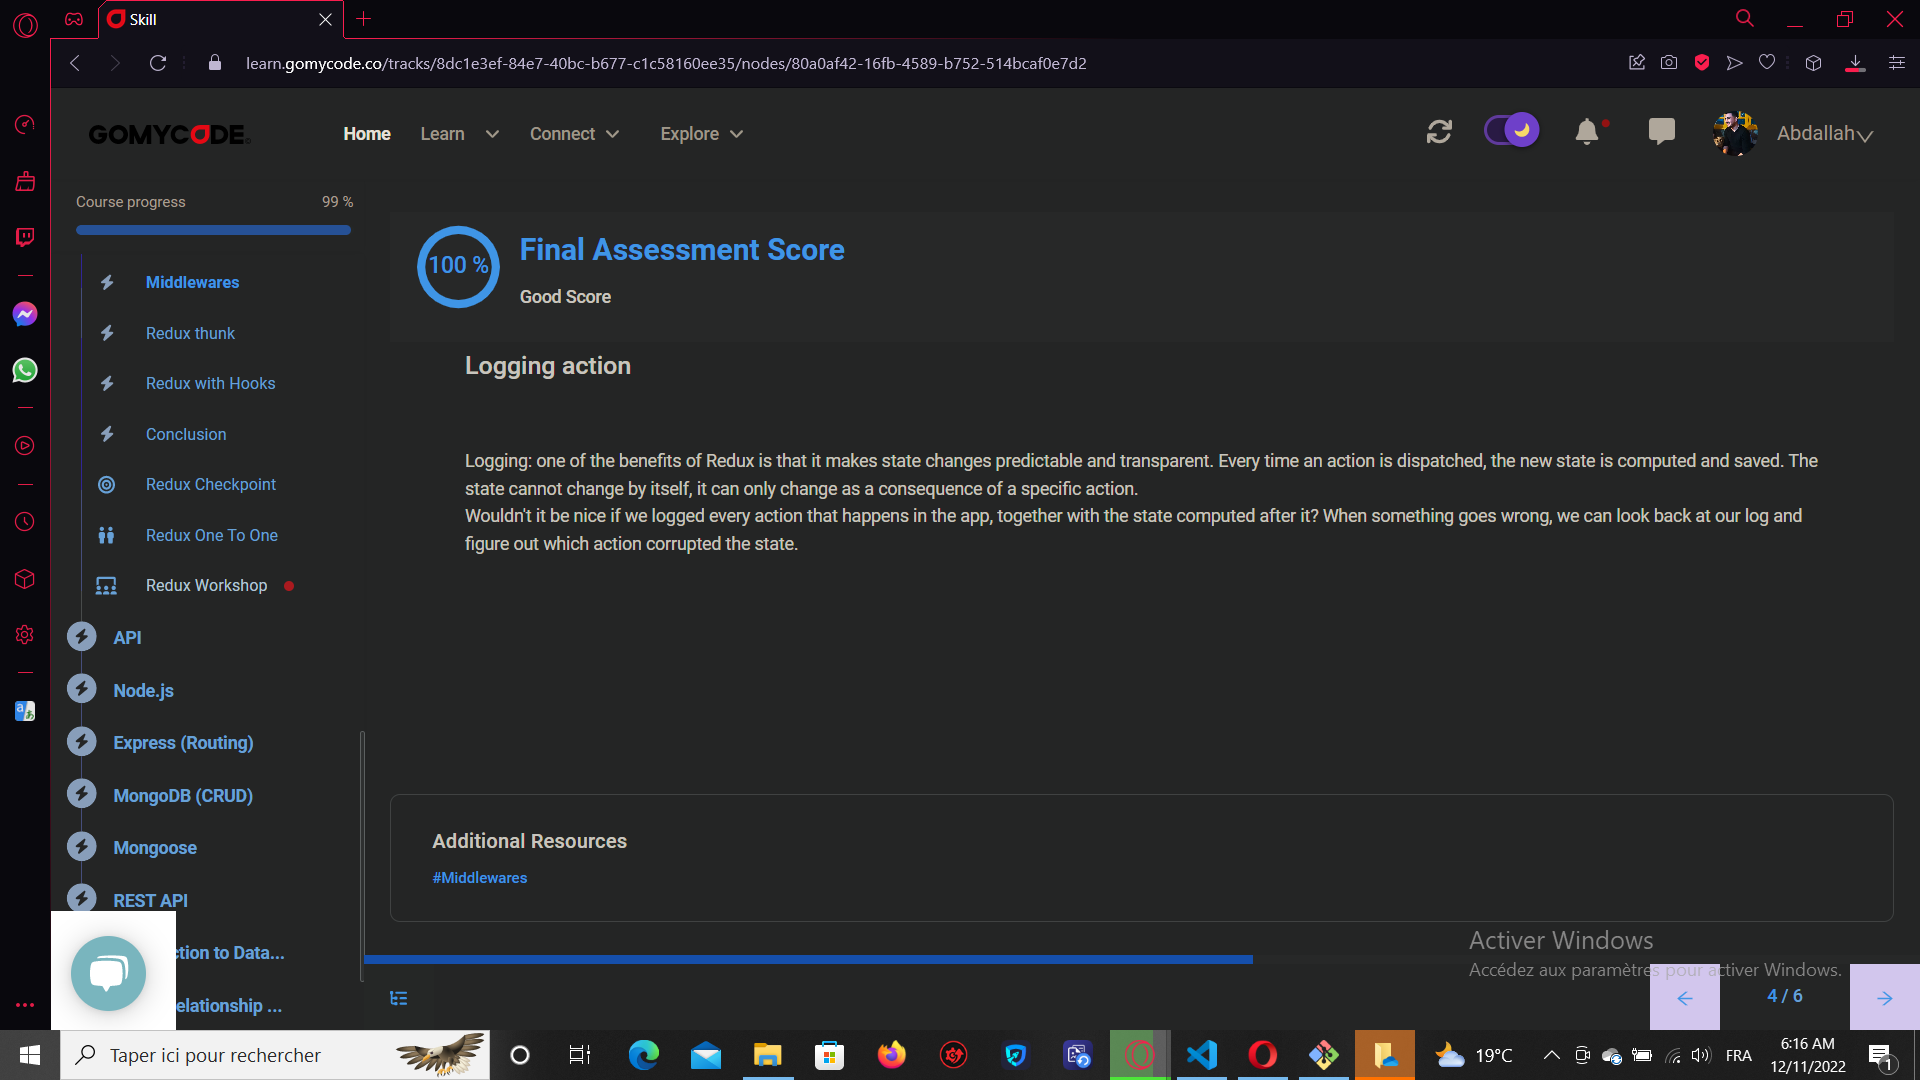 Skill
learn.gomycode.co/tracks/8dc1e3ef-84e7-40bc-b677-c1c58160ee35/nodes/80a0af42-16fb-4589-b752-514bcaf0e7d2
GOMYCODE
Home Learn Connect Explore
Abdallah
Course progress 99 %
Middlewares
Redux thunk
Redux with Hooks
Conclusion
Redux Checkpoint
Redux One To One
Redux Workshop
API
Node.js
Express (Routing)
MongoDB (CRUD)
Mongoose
REST API
ction to Data...
elationship ...
100 %
Final Assessment Score
Good Score
Logging action
Logging: one of the benefits of Redux is that it makes state changes predictable and transparent. Every time an action is dispatched, the new state is computed and saved. The
state cannot change by itself, it can only change as a consequence of a specific action.
Wouldn't it be nice if we logged every action that happens in the app, together with the state computed after it? When something goes wrong, we can look back at our log and
figure out which action corrupted the state.
Additional Resources
#Middlewares
Activer Windows
Accédez aux paramètres pour activer Windows.
4 / 6
Taper ici pour rechercher
19°C
FRA
6:16 AM
12/11/2022
1